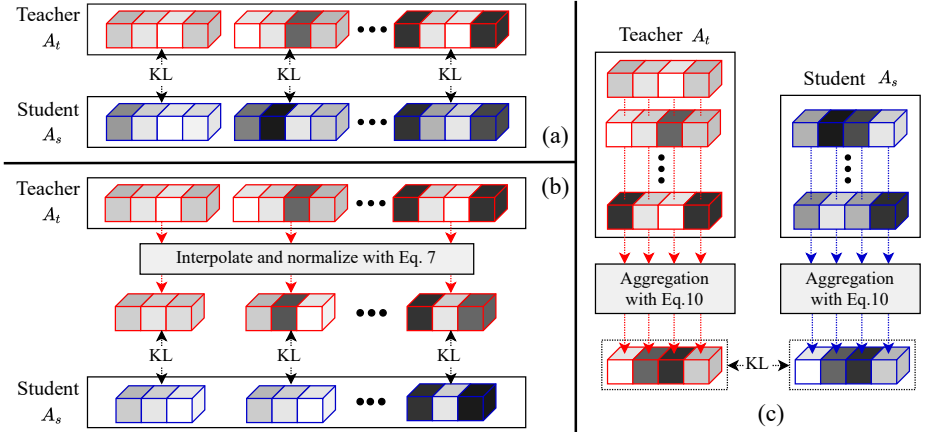 Teacher
A_t
KL
KL
KL
Student
A_s
(a)
Teacher
A_t
(b)
Interpolate and normalize with Eq. 7
KL
KL
KL
Student
A_s
Teacher A_t
Student A_s
Aggregation
with Eq.10
Aggregation
with Eq.10
KL
(c)